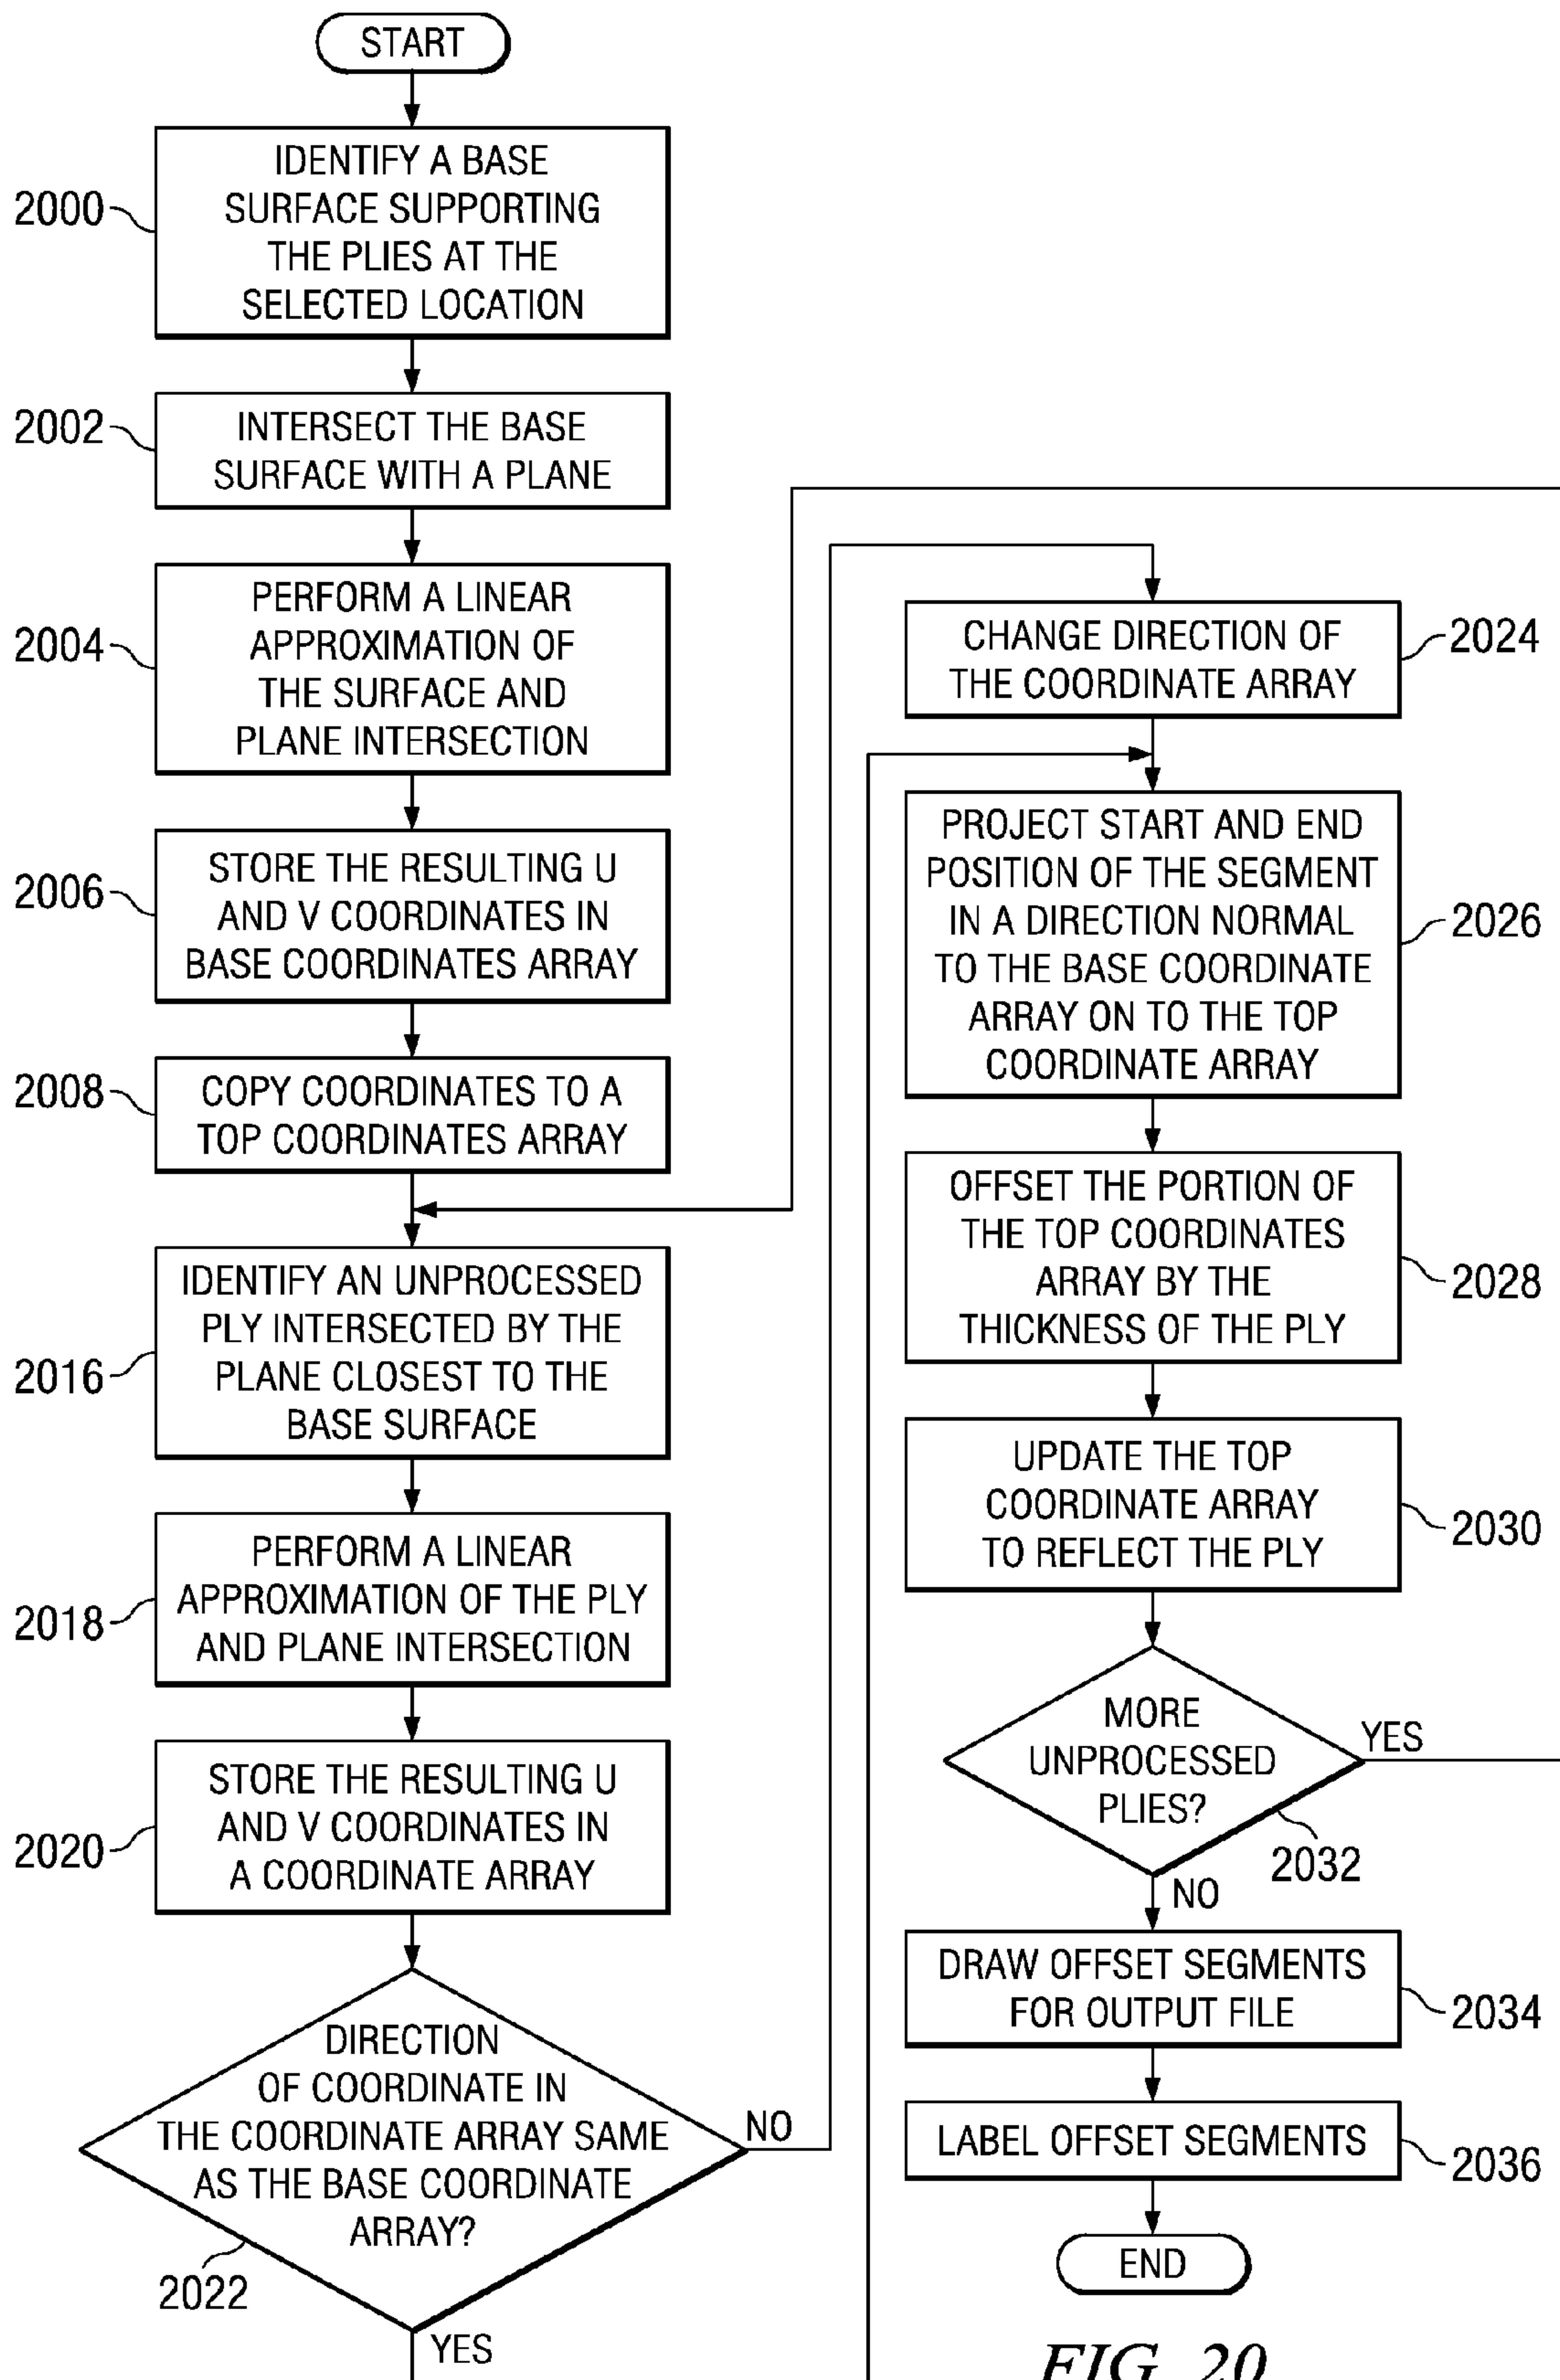 START
2000
IDENTIFY A BASE
SURFACE SUPPORTING
THE PLIES AT THE
SELECTED LOCATION
2002
INTERSECT THE BASE
SURFACE WITH A PLANE
2004
PERFORM A LINEAR
APPROXIMATION OF
THE SURFACE AND
PLANE INTERSECTION
2006
STORE THE RESULTING U
AND V COORDINATES IN
BASE COORDINATES ARRAY
2008
COPY COORDINATES TO A
TOP COORDINATES ARRAY
2016
IDENTIFY AN UNPROCESSED
PLY INTERSECTED BY THE
PLANE CLOSEST TO THE
BASE SURFACE
2018
PERFORM A LINEAR
APPROXIMATION OF THE PLY
AND PLANE INTERSECTION
2020
STORE THE RESULTING U
AND V COORDINATES IN
A COORDINATE ARRAY
DIRECTION
OF COORDINATE IN
THE COORDINATE ARRAY SAME
AS THE BASE COORDINATE
ARRAY?
2022
NO
YES
CHANGE DIRECTION OF
THE COORDINATE ARRAY
2024
PROJECT START AND END
POSITION OF THE SEGMENT
IN A DIRECTION NORMAL
TO THE BASE COORDINATE
ARRAY ON TO THE TOP
COORDINATE ARRAY
2026
OFFSET THE PORTION OF
THE TOP COORDINATES
ARRAY BY THE
THICKNESS OF THE PLY
2028
UPDATE THE TOP
COORDINATE ARRAY
TO REFLECT THE PLY
2030
MORE
UNPROCESSED
PLIES?
YES
2032
NO
DRAW OFFSET SEGMENTS
FOR OUTPUT FILE
2034
LABEL OFFSET SEGMENTS
2036
END
FIG. 20